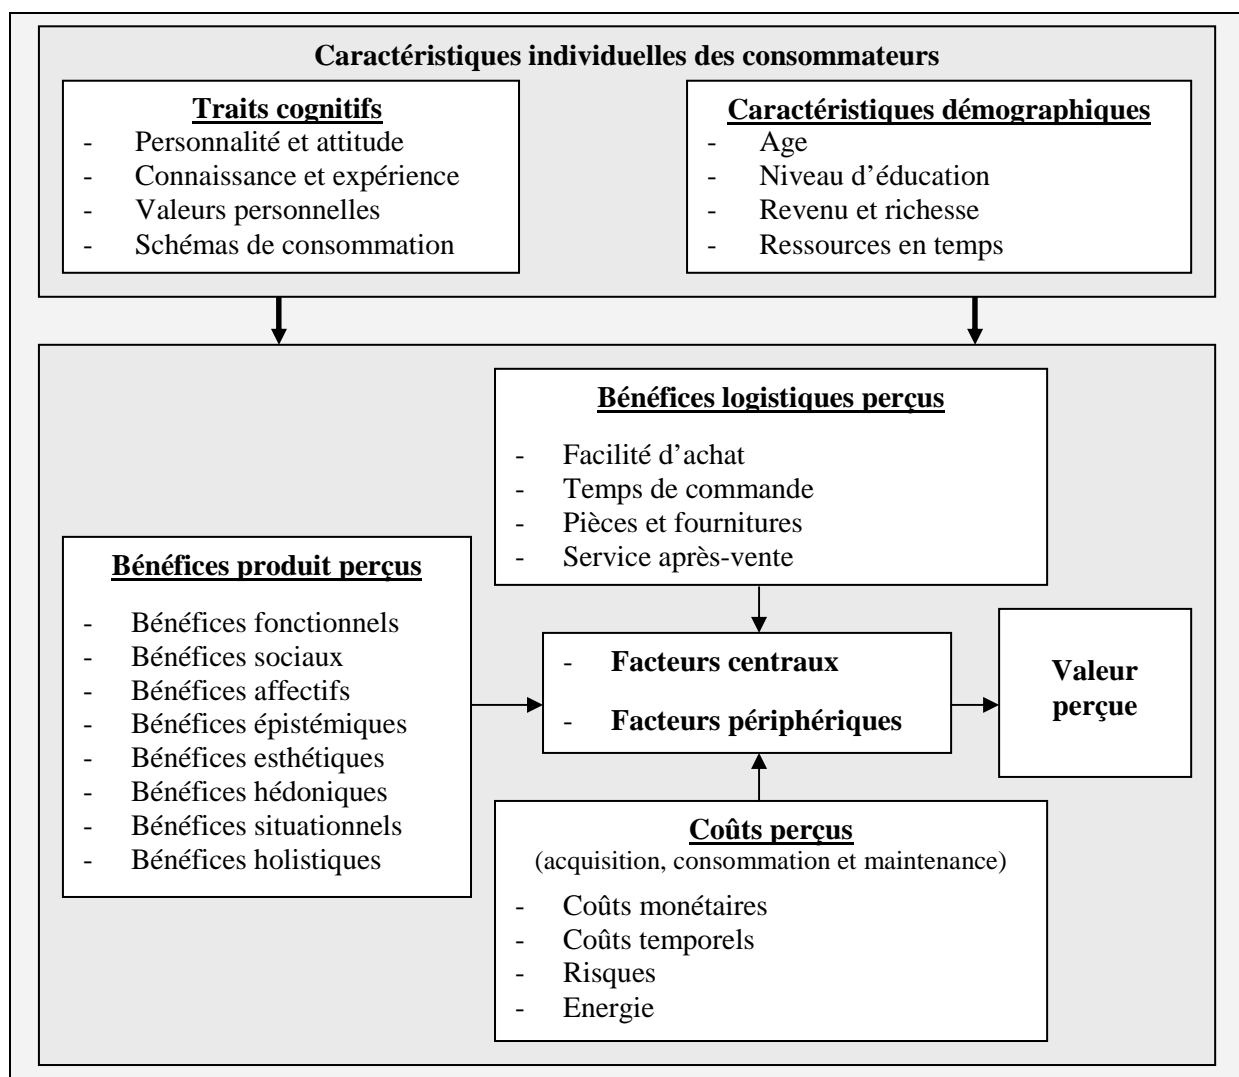 Caractéristiques individuelles des consommateurs
Traits cognitifs
- Personnalité et attitude
- Connaissance et expérience
- Valeurs personnelles
- Schémas de consommation
Caractéristiques démographiques
- Age
- Niveau d’éducation
- Revenu et richesse
- Ressources en temps
Bénéfices logistiques perçus
- Facilité d’achat
- Temps de commande
- Pièces et fournitures
- Service après-vente
Bénéfices produit perçus
- Bénéfices fonctionnels
- Bénéfices sociaux
- Bénéfices affectifs
- Bénéfices épistémiques
- Bénéfices esthétiques
- Bénéfices hédoniques
- Bénéfices situationnels
- Bénéfices holistiques
- Facteurs centraux
- Facteurs périphériques
Valeur
perçue
Coûts perçus
(acquisition, consommation et maintenance)
- Coûts monétaires
- Coûts temporels
- Risques
- Energie